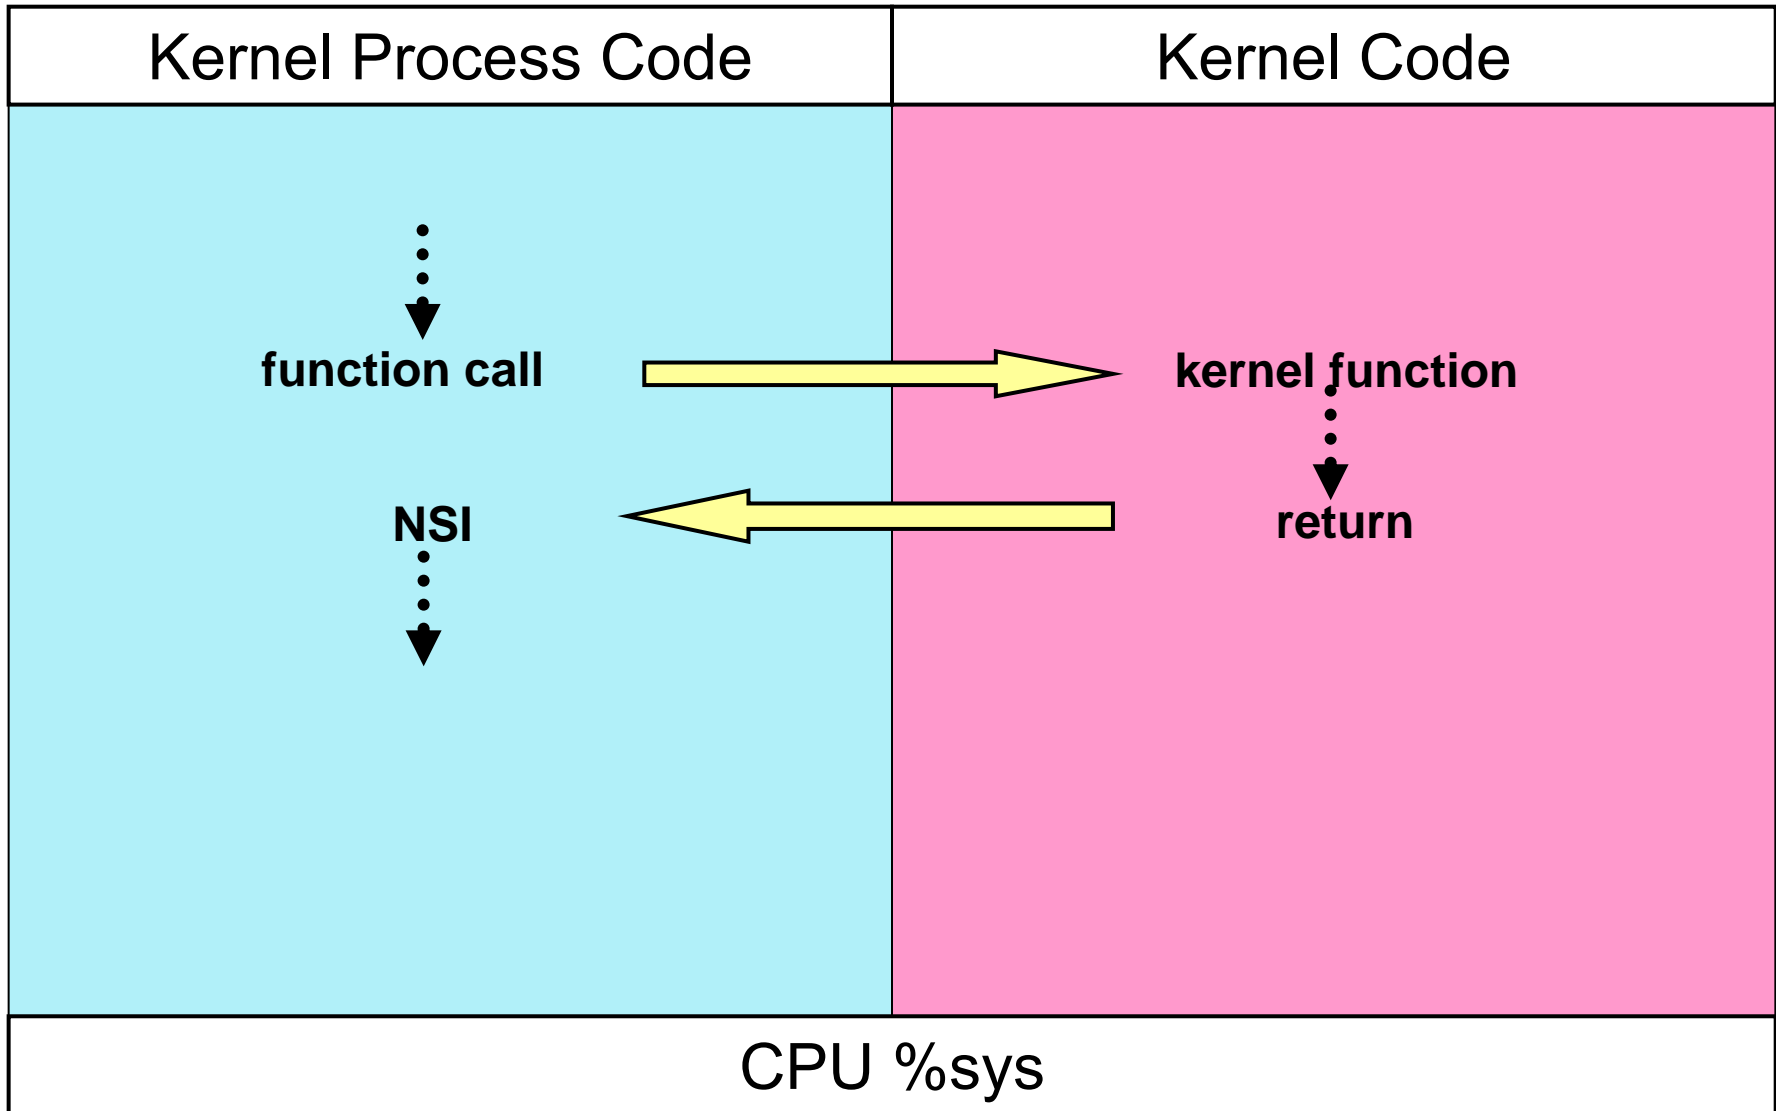 Kernel Process Code
Kernel Code
function call
kernel function
NSI
return
CPU %sys